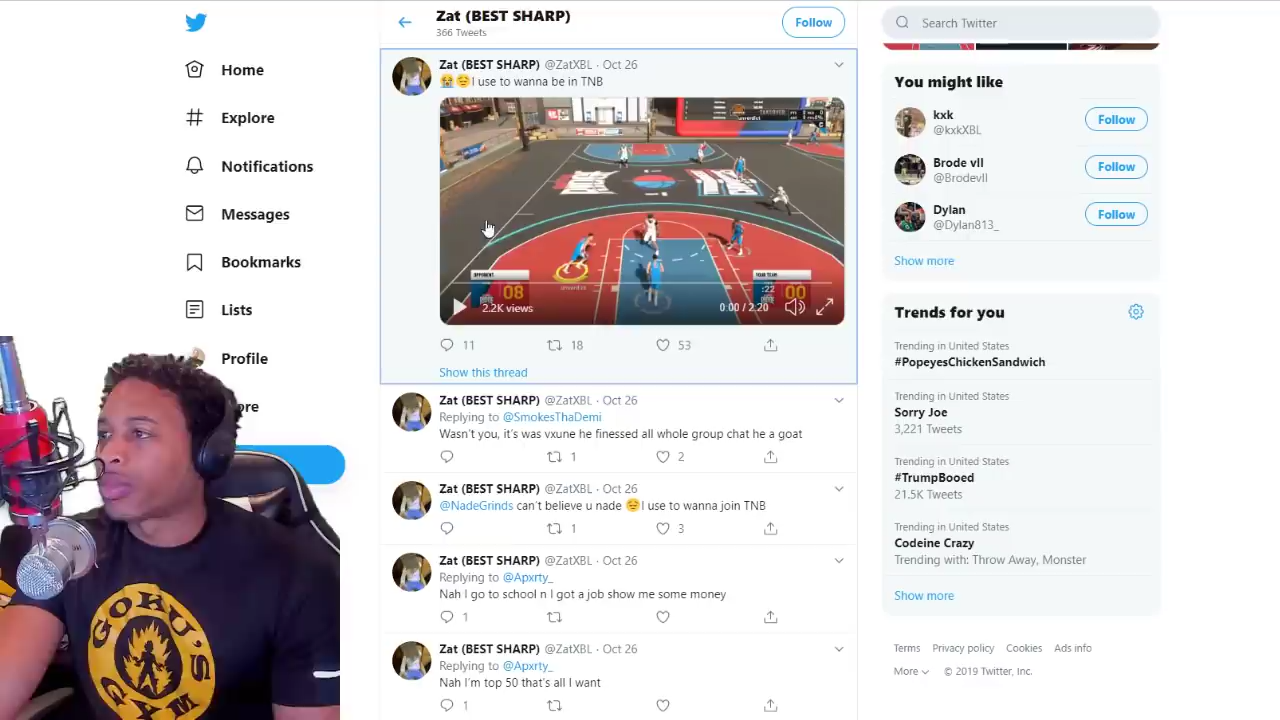 Home
Explore
Notifications
Messages
Bookmarks
Lists
Profile
ore
Zat (BEST SHARP)
366 Tweets
Follow
Zat (BEST SHARP) @ZatXBL · Oct 26
😭😔I use to wanna be in TNB
OPPONENT
08
YOUR TEAM
:22
00
2.2K views
0:00 / 2:20
11
18
53
Show this thread
Zat (BEST SHARP) @ZatXBL · Oct 26
Replying to @SmokesThaDemi
Wasn't you, it's was vxune he finessed all whole group chat he a goat
1
2
Zat (BEST SHARP) @ZatXBL · Oct 26
@NadeGrinds can't believe u nade 😔I use to wanna join TNB
1
3
Zat (BEST SHARP) @ZatXBL · Oct 26
Replying to @Apxrty_
Nah I go to school n I got a job show me some money
1
Zat (BEST SHARP) @ZatXBL · Oct 26
Replying to @Apxrty_
Nah I'm top 50 that's all I want
1
Search Twitter
You might like
kxk
@kxkXBL
Follow
Brode vll
@Brodevll
Follow
Dylan
@Dylan813_
Follow
Show more
Trends for you
Trending in United States
#PopeyesChickenSandwich
Trending in United States
Sorry Joe
3,221 Tweets
Trending in United States
#TrumpBooed
21.5K Tweets
Trending in United States
Codeine Crazy
Trending with: Throw Away, Monster
Show more
Terms Privacy policy Cookies Ads info
More © 2019 Twitter, Inc.
GOHU'S
GYM